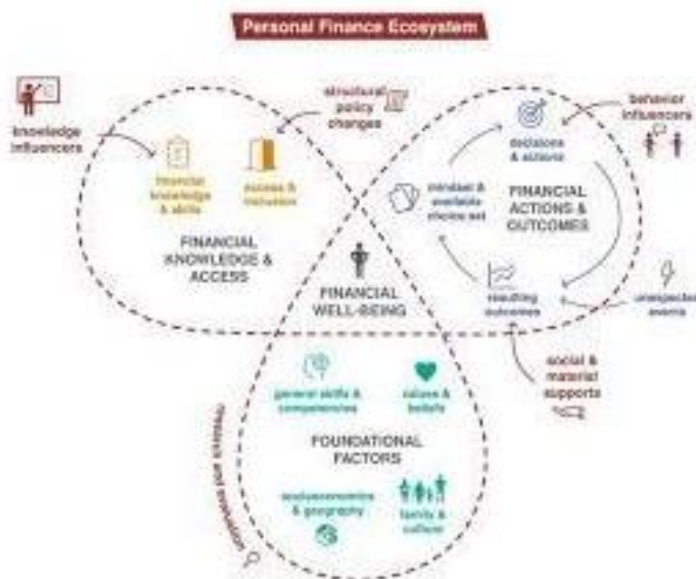 Personal Finance Ecosystem
knowledge
influencers
structural
policy
changes
behavior
influencers
financial
knowledge
& skills
access &
inclusion
FINANCIAL
KNOWLEDGE &
ACCESS
decisions
& actions
mindset &
available
choice set
FINANCIAL
ACTIONS &
OUTCOMES
resulting
outcomes
unexpected
events
FINANCIAL
WELL-BEING
social &
material
supports
general skills &
competencies
values &
beliefs
FOUNDATIONAL
FACTORS
socioeconomics
& geography
family &
culture
research and